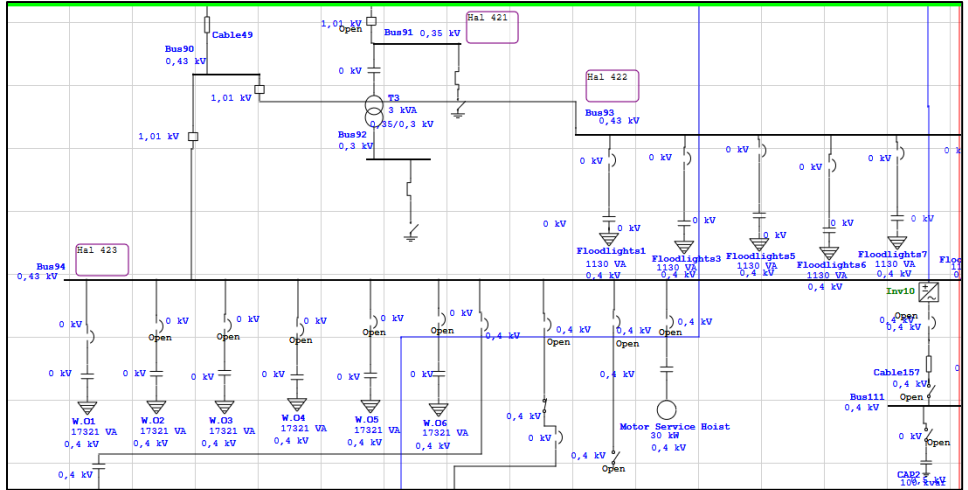 1,01 kV
Open
Bus91 0,35 kV
Hal 421
Cable49
Bus90
0,43 kV
0 kV
Hal 422
1,01 kV
T3
3 kVA
0,35/0,3 kV
Bus93
0,43 kV
1,01 kV
Bus92
0,3 kV
0 kV
0 kV
0 kV
0 kV
0 kV
0 kV
0 kV
0 kV
0 kV
0 kV
Floodlights1
1130 VA
0,4 kV
Floodlights3
1130 VA
0,4 kV
Floodlights5
1130 VA
0,4 kV
Floodlights6
1130 VA
0,4 kV
Floodlights7
1130 VA
0,4 kV
Hal 423
Bus94
0,43 kV
Inv10
Open
0,4 kV
0 kV
0 kV
Open
0 kV
Open
0 kV
Open
0 kV
Open
0 kV
Open
0,4 kV
0,4 kV
Open
0,4 kV
Open
0 kV
Open
0 kV
0 kV
0 kV
0 kV
0 kV
0 kV
0,4 kV
0 kV
Cable157
0,4 kV
Open
Bus111
0,4 kV
W.O1
17321 VA
0,4 kV
W.O2
17321 VA
0,4 kV
W.O3
17321 VA
0,4 kV
W.O4
17321 VA
0,4 kV
W.O5
17321 VA
0,4 kV
W.O6
17321 VA
0,4 kV
0,4 kV
0 kV
Motor Service Hoist
30 kW
0,4 kV
0 kV
Open
0,4 kV
0,4 kV
Open
CAP2